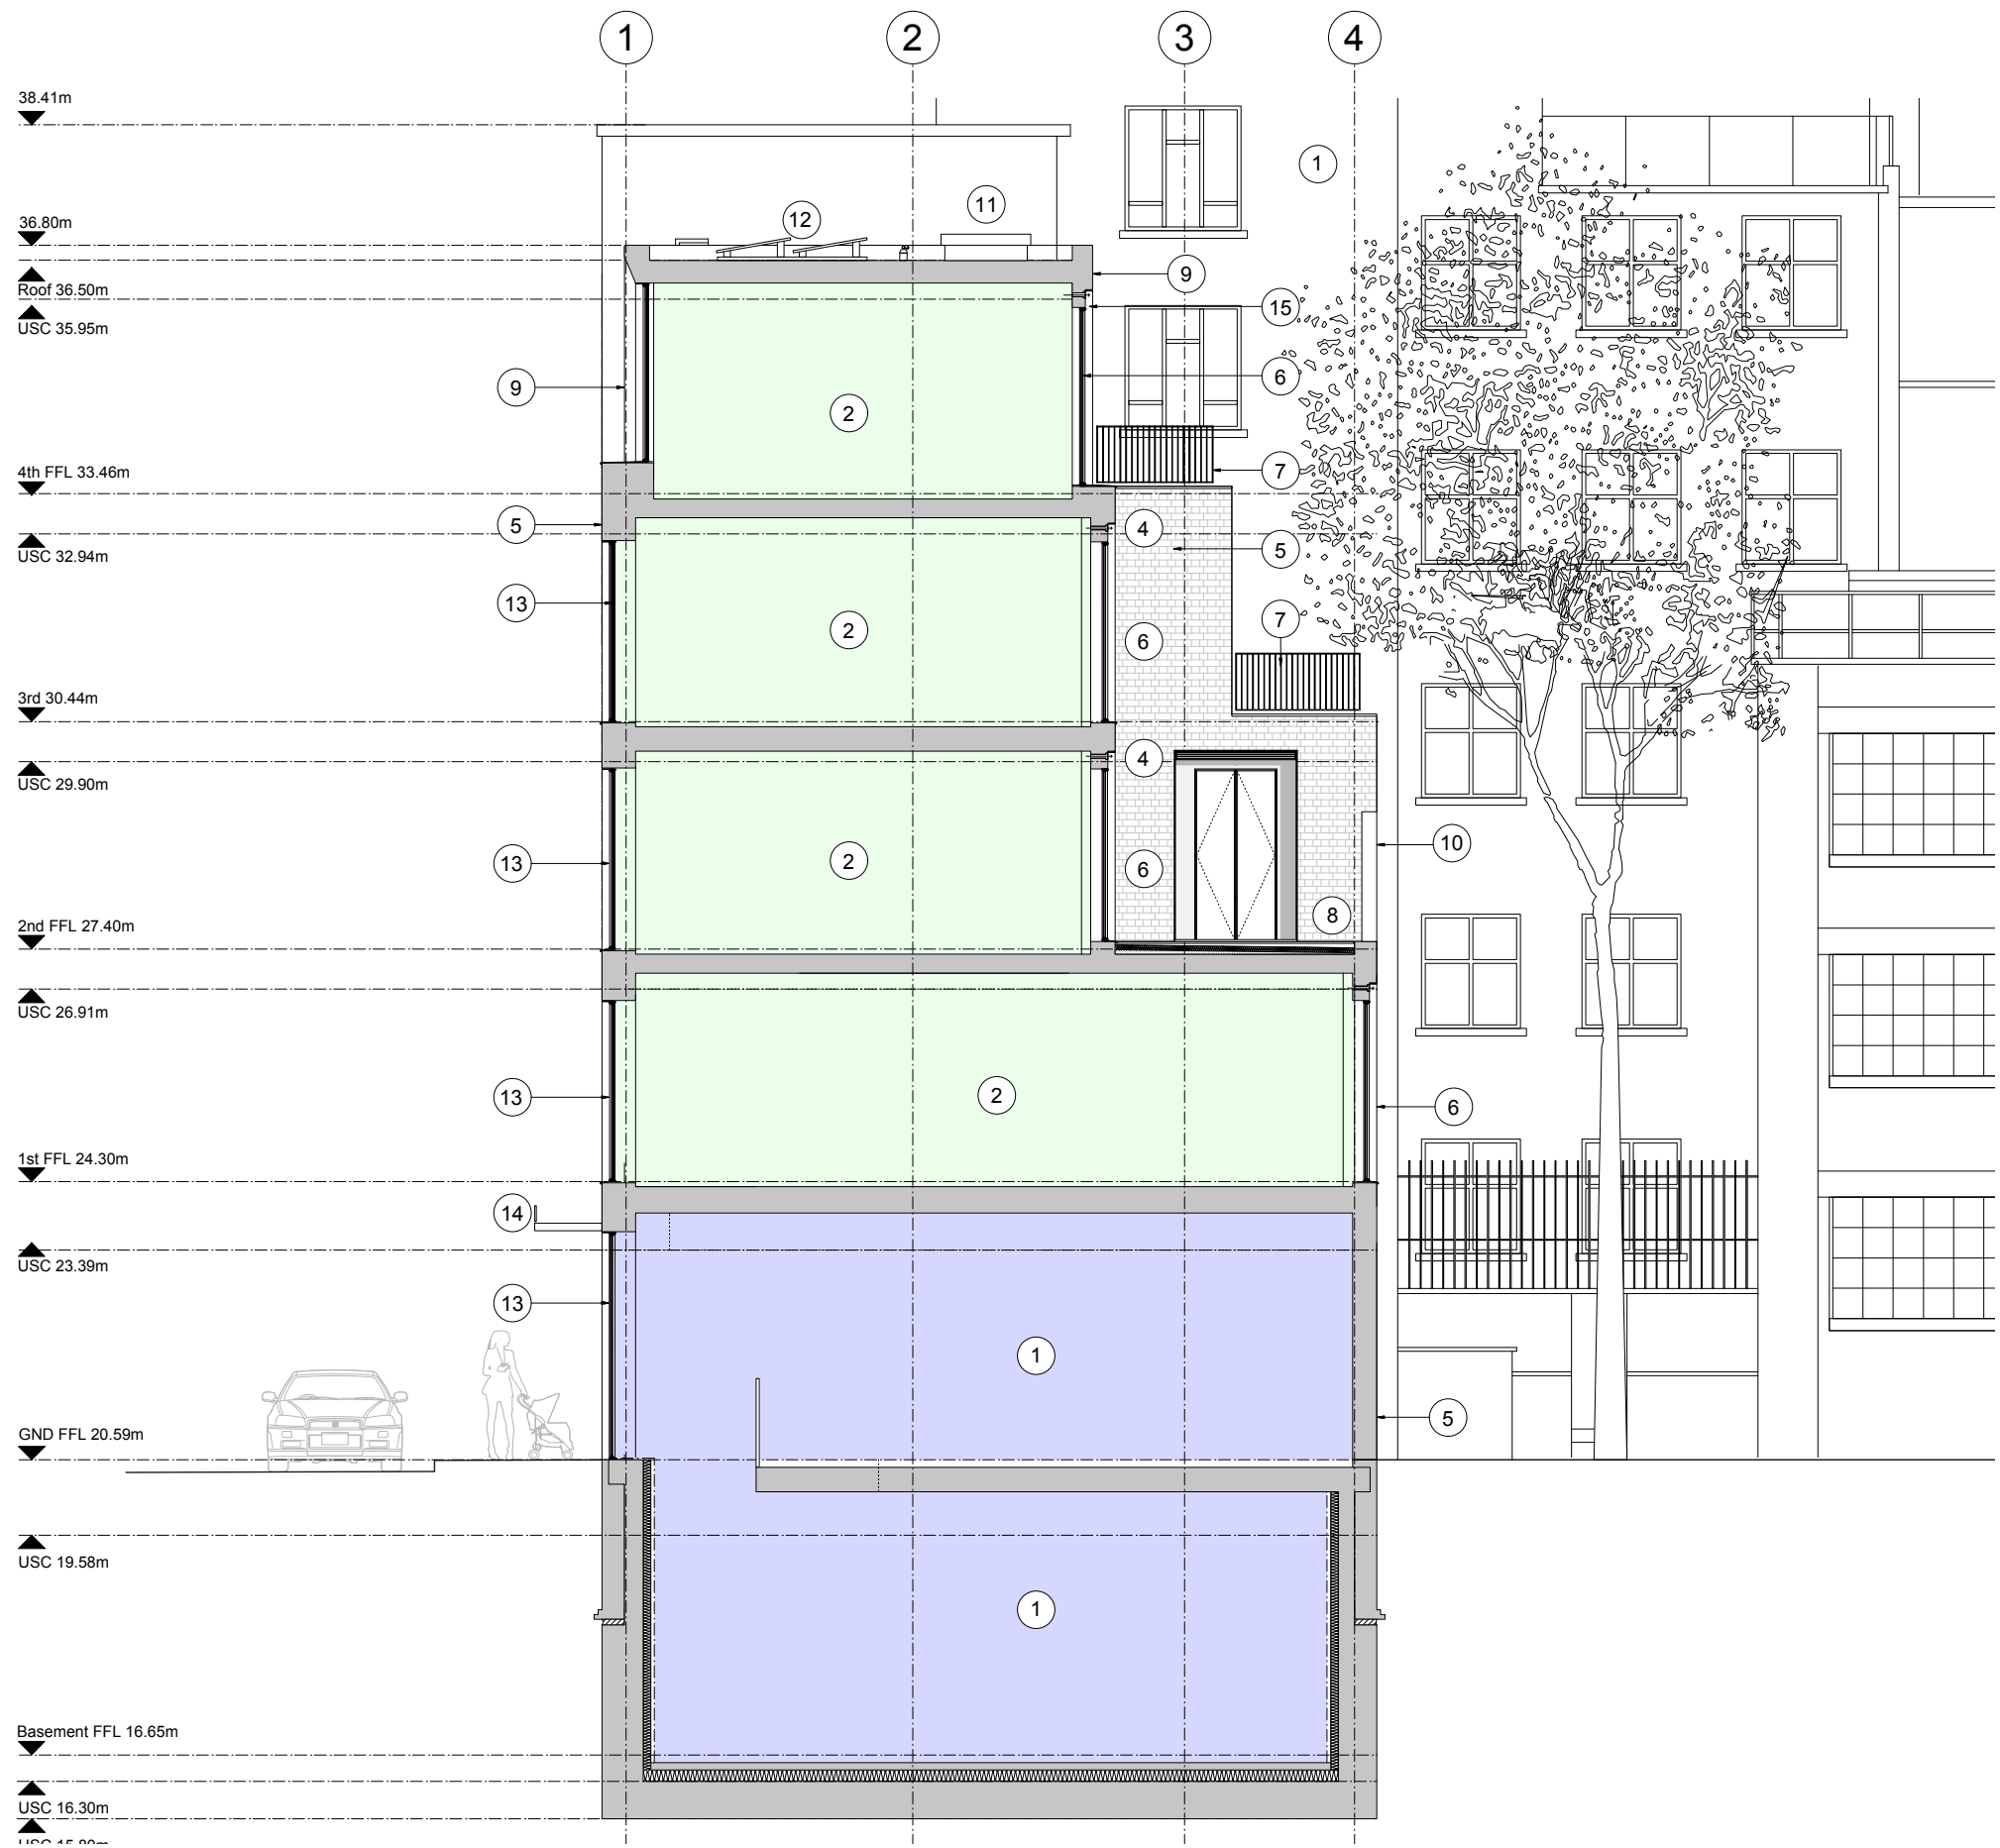 1 2 3 4
38.41m
1
12 11
36.80m
9
Roof 36.50m
15
USC 35.95m
6
9
2
7
4th FFL 33.46m
5
4
5
USC 32.94m
13
7
2
6
3rd 30.44m
4
USC 29.90m
10
13
2
6
8
2nd FFL 27.40m
USC 26.91m
13
2
6
1st FFL 24.30m
14
USC 23.39m
13
1
5
GND FFL 20.59m
USC 19.58m
1
Basement FFL 16.65m
USC 16.30m
USC 15.80m